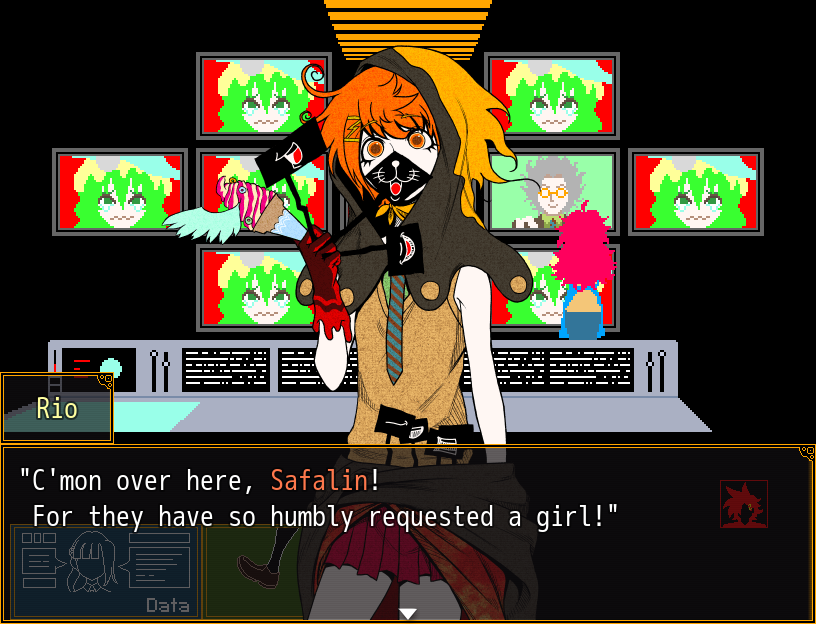 Rio
"C'mon over here, Safalin!
For they have so humbly requested a girl!"
Data